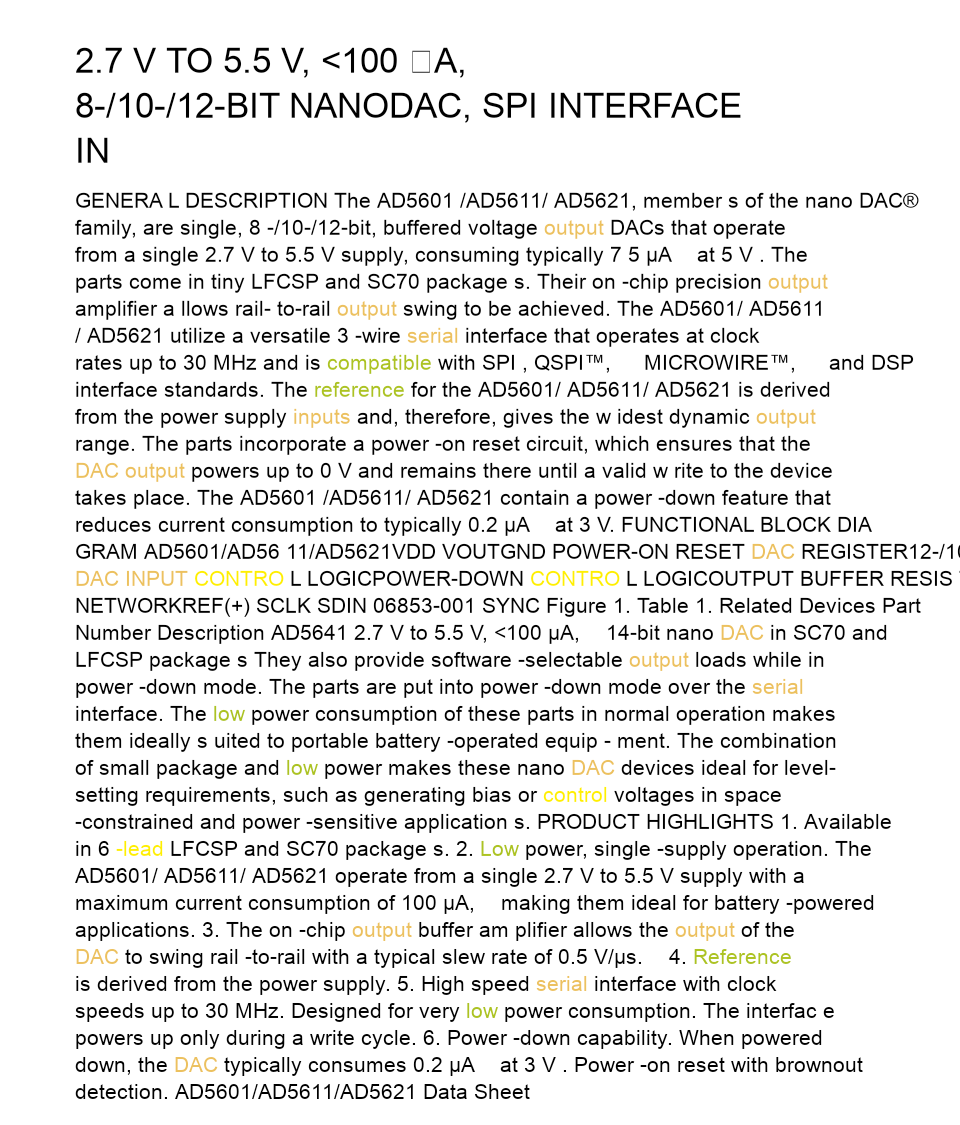 2.7 V TO 5.5 V, <100 □A,
8-/10-/12-BIT NANODAC, SPI INTERFACE
IN
GENERA L DESCRIPTION The AD5601 /AD5611/ AD5621, member s of the nano DAC®
family, are single, 8 -/10-/12-bit, buffered voltage output DACs that operate
from a single 2.7 V to 5.5 V supply, consuming typically 7 5 μA at 5 V . The
parts come in tiny LFCSP and SC70 package s. Their on -chip precision output
amplifier a llows rail- to-rail output swing to be achieved. The AD5601/ AD5611
/ AD5621 utilize a versatile 3 -wire serial interface that operates at clock
rates up to 30 MHz and is compatible with SPI , QSPI™, MICROWIRE™, and DSP
interface standards. The reference for the AD5601/ AD5611/ AD5621 is derived
from the power supply inputs and, therefore, gives the w idest dynamic output
range. The parts incorporate a power -on reset circuit, which ensures that the
DAC output powers up to 0 V and remains there until a valid w rite to the device
takes place. The AD5601 /AD5611/ AD5621 contain a power -down feature that
reduces current consumption to typically 0.2 μA at 3 V. FUNCTIONAL BLOCK DIA
GRAM AD5601/AD56 11/AD5621VDD VOUTGND POWER-ON RESET DAC REGISTER12-/10
DAC INPUT CONTRO L LOGICPOWER-DOWN CONTRO L LOGICOUTPUT BUFFER RESIS
NETWORKREF(+) SCLK SDIN 06853-001 SYNC Figure 1. Table 1. Related Devices Part
Number Description AD5641 2.7 V to 5.5 V, <100 μA, 14-bit nano DAC in SC70 and
LFCSP package s They also provide software -selectable output loads while in
power -down mode. The parts are put into power -down mode over the serial
interface. The low power consumption of these parts in normal operation makes
them ideally s uited to portable battery -operated equip - ment. The combination
of small package and low power makes these nano DAC devices ideal for level-
setting requirements, such as generating bias or control voltages in space
-constrained and power -sensitive application s. PRODUCT HIGHLIGHTS 1. Available
in 6 -lead LFCSP and SC70 package s. 2. Low power, single -supply operation. The
AD5601/ AD5611/ AD5621 operate from a single 2.7 V to 5.5 V supply with a
maximum current consumption of 100 μA, making them ideal for battery -powered
applications. 3. The on -chip output buffer am plifier allows the output of the
DAC to swing rail -to-rail with a typical slew rate of 0.5 V/μs. 4. Reference
is derived from the power supply. 5. High speed serial interface with clock
speeds up to 30 MHz. Designed for very low power consumption. The interfac e
powers up only during a write cycle. 6. Power -down capability. When powered
down, the DAC typically consumes 0.2 μA at 3 V . Power -on reset with brownout
detection. AD5601/AD5611/AD5621 Data Sheet